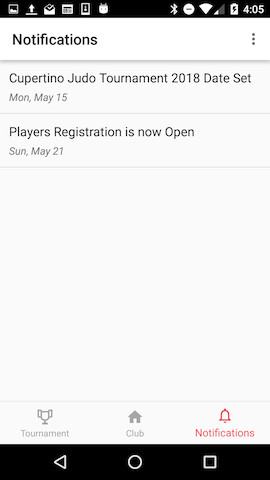 4:05
Notifications
Cupertino Judo Tournament 2018 Date Set
Mon, May 15
Players Registration is now Open
Sun, May 21
Tournament
Club
Notifications